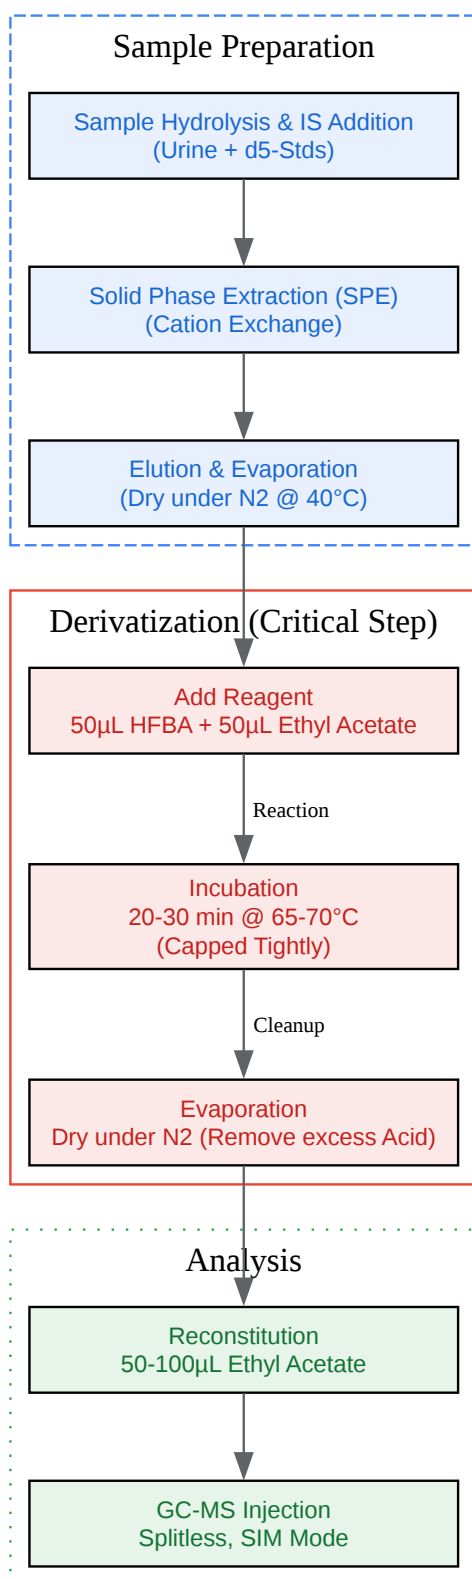 Sample Preparation
Sample Hydrolysis & IS Addition
(Urine + d5-Stds)
Solid Phase Extraction (SPE)
(Cation Exchange)
Elution & Evaporation
(Dry under N2 @ 40°C)
Derivatization (Critical Step)
Add Reagent
50µL HFBA + 50µL Ethyl Acetate
Reaction
Incubation
20-30 min @ 65-70°C
(Capped Tightly)
Cleanup
Evaporation
Dry under N2 (Remove excess Acid)
Analysis
Reconstitution
50-100µL Ethyl Acetate
GC-MS Injection
Splitless, SIM Mode